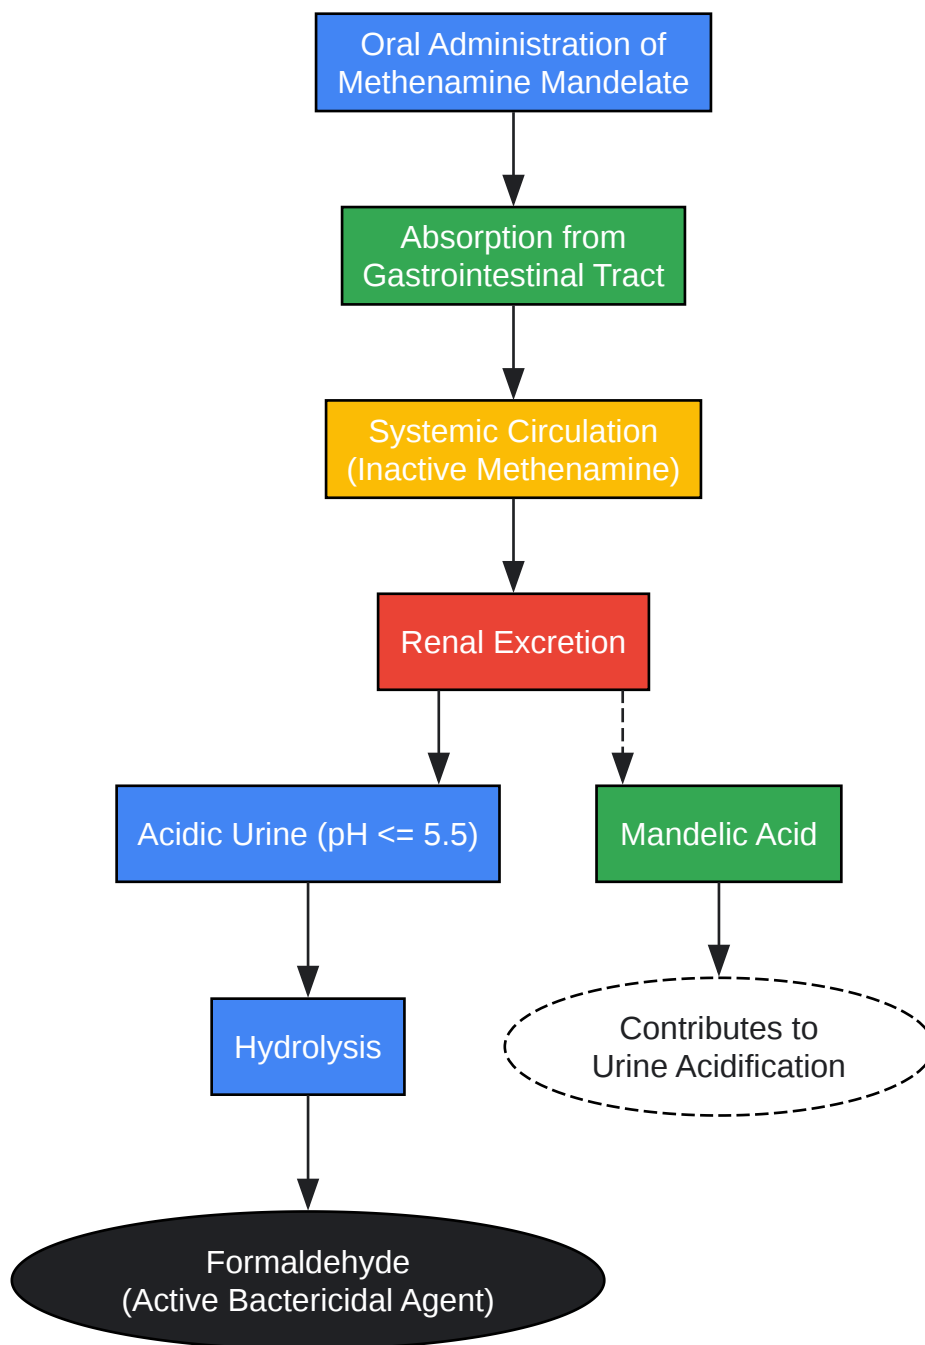 Oral Administration of
Methenamine Mandelate
Absorption from
Gastrointestinal Tract
Systemic Circulation
(Inactive Methenamine)
Renal Excretion
Acidic Urine (pH <= 5.5)
Mandelic Acid
Hydrolysis
Contributes to
Urine Acidification
Formaldehyde
(Active Bactericidal Agent)